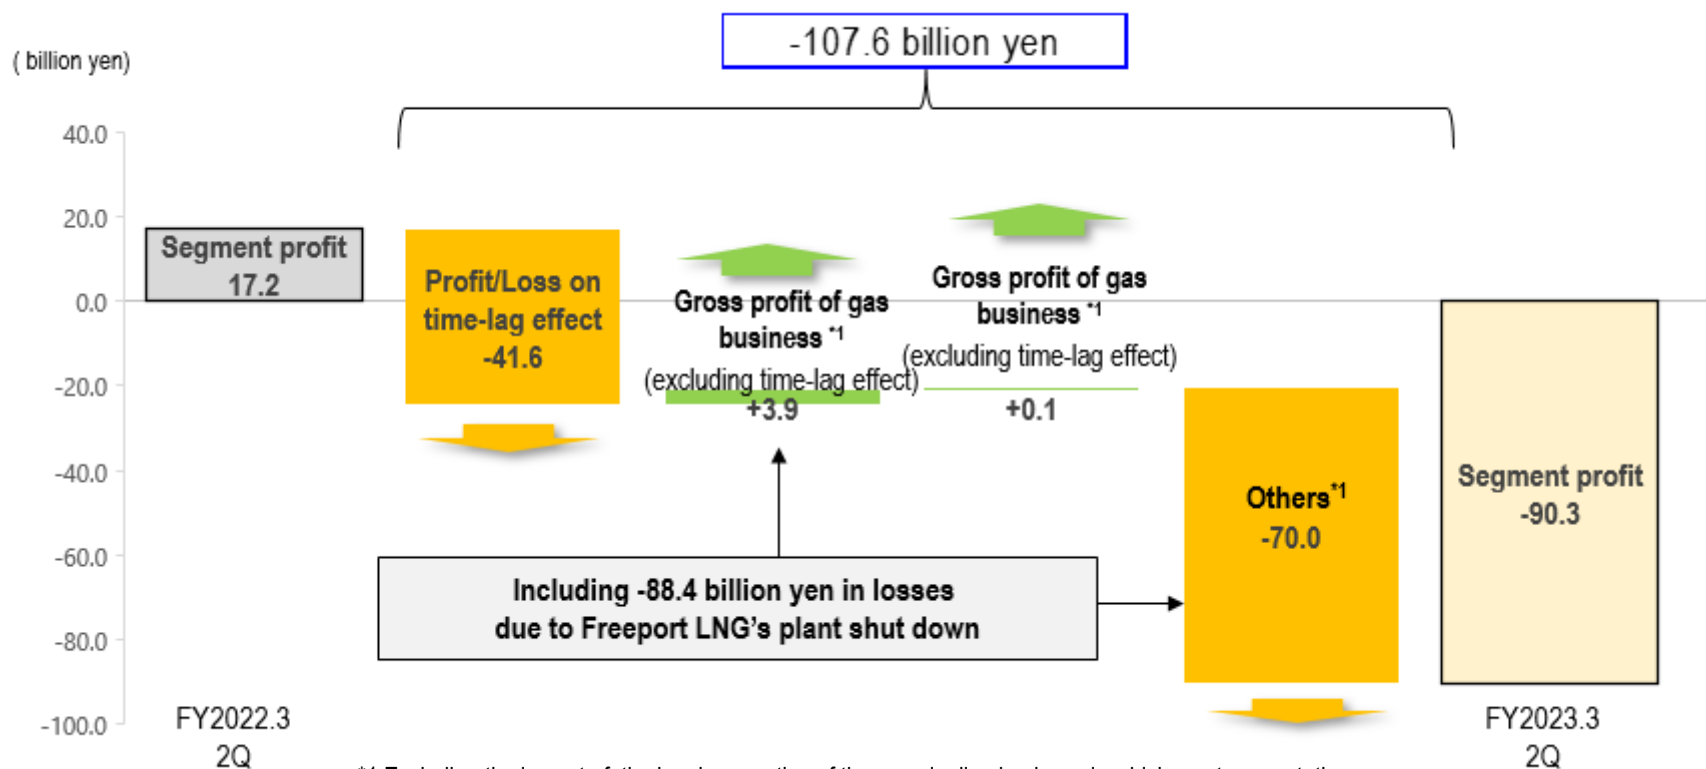 -107.6 billion yen
( billion yen)
40.0
20.0
0.0
-20.0
-40.0
-60.0
-80.0
-100.0
Segment profit
17.2
Profit/Loss on
time-lag effect
-41.6
Gross profit of gas
business *1
(excluding time-lag effect)
+3.9
Gross profit of gas
business *1
(excluding time-lag effect)
+0.1
Others*1
-70.0
Segment profit
-90.3
Including -88.4 billion yen in losses
due to Freeport LNG's plant shut down
FY2022.3
2Q
FY2023.3
2Q